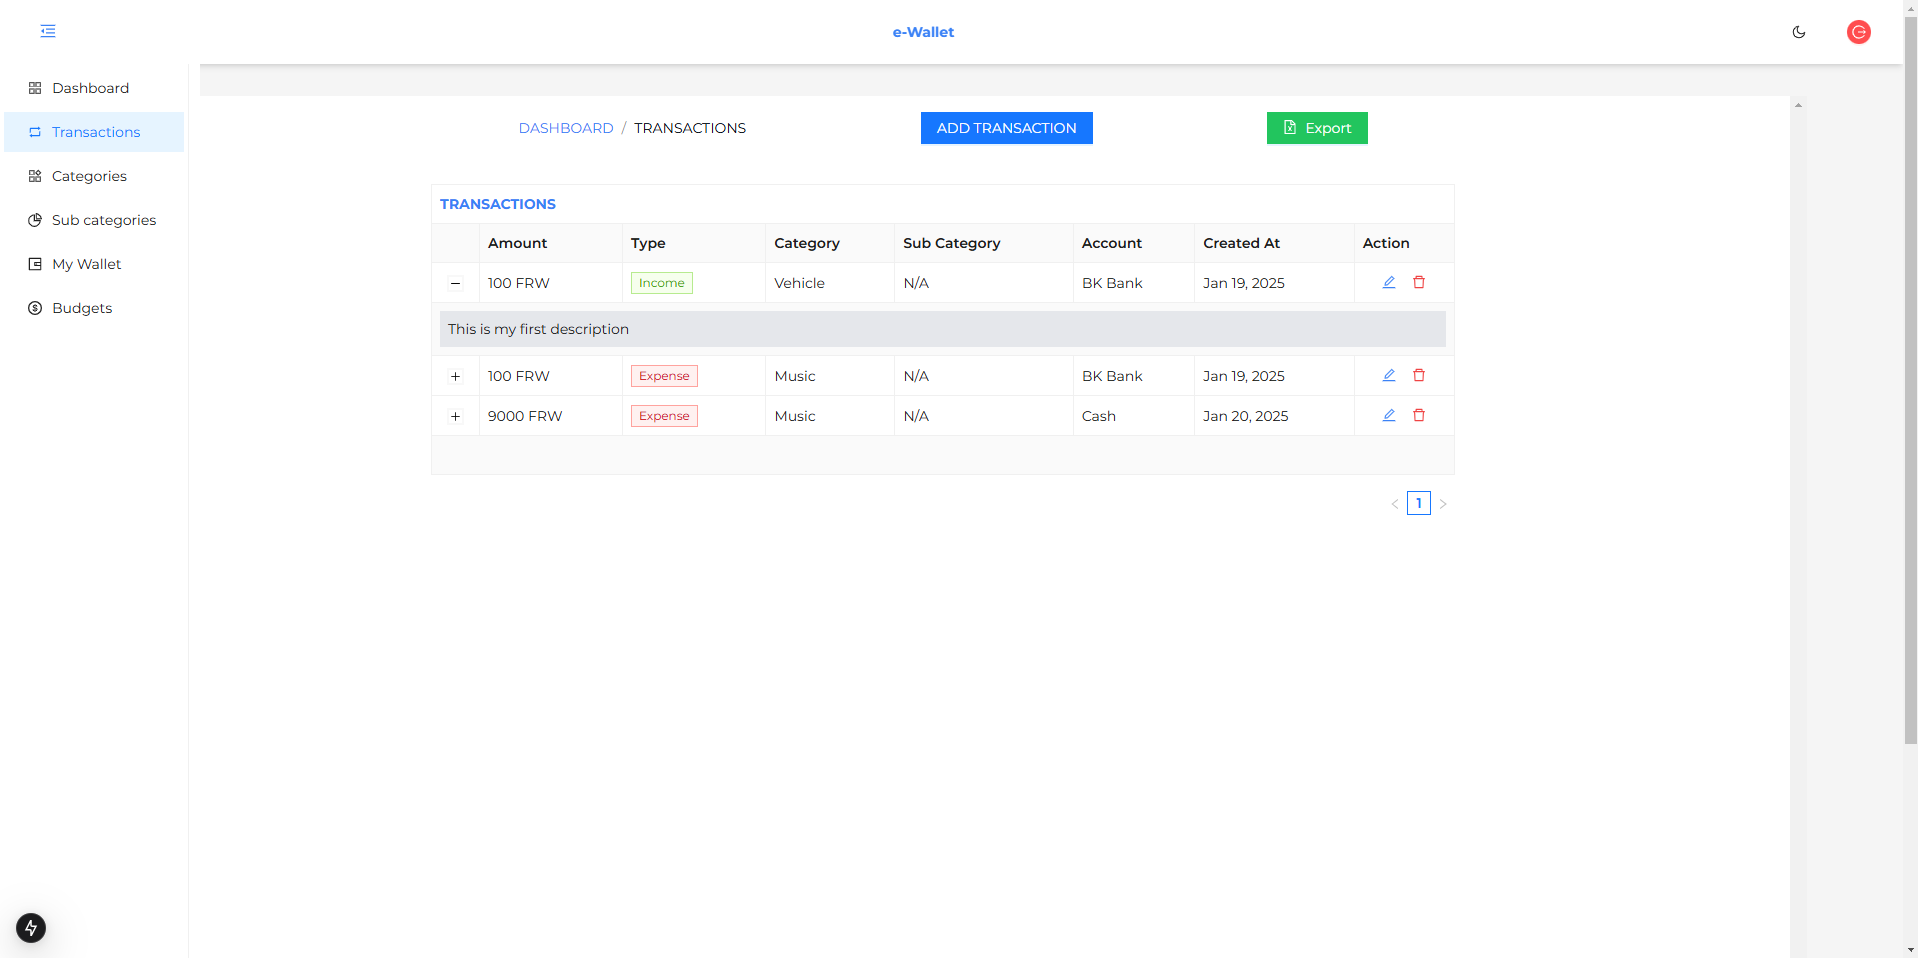 e-Wallet
Dashboard
Transactions
Categories
Sub categories
My Wallet
Budgets
DASHBOARD / TRANSACTIONS
ADD TRANSACTION
Export
TRANSACTIONS
Amount Type Category Sub Category Account Created At Action
100 FRW Income Vehicle N/A BK Bank Jan 19, 2025
This is my first description
100 FRW Expense Music N/A BK Bank Jan 19, 2025
9000 FRW Expense Music N/A Cash Jan 20, 2025
1